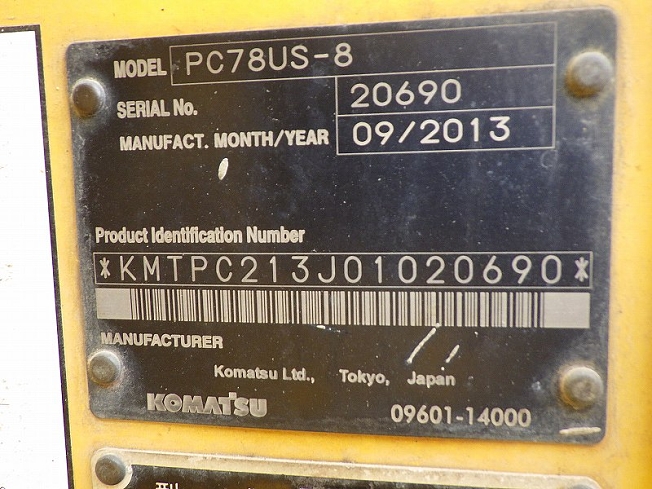 MODEL PC78US-8
SERIAL No. 20690
MANUFACT. MONTH/YEAR 09/2013
Product Identification Number
*KMTPC213J01020690*
MANUFACTURER
Komatsu Ltd., Tokyo, Japan
KOMATSU 09601-14000